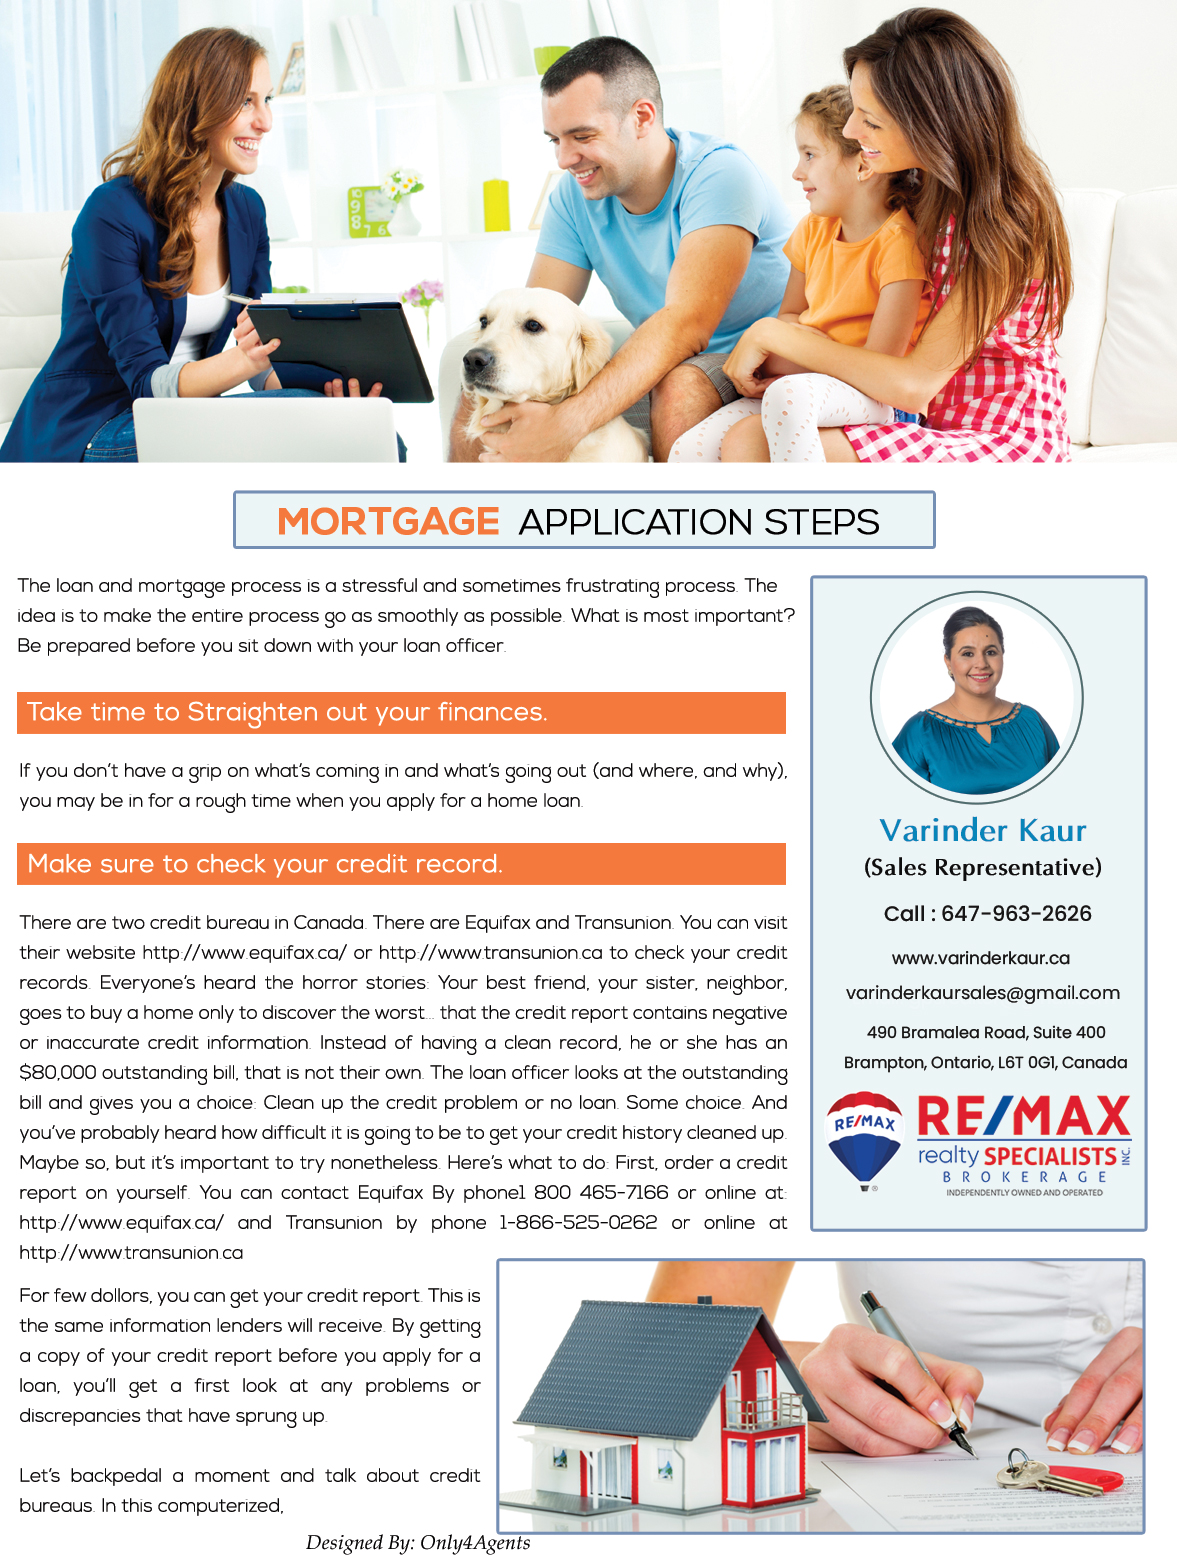 MORTGAGE APPLICATION STEPS
The loan and mortgage process is a stressful and sometimes frustrating process. The
idea is to make the entire process go as smoothly as possible. What is most important?
Be prepared before you sit down with your loan officer.
Take time to Straighten out your finances.
If you don't have a grip on what's coming in and what's going out (and where, and why),
you may be in for a rough time when you apply for a home loan.
Make sure to check your credit record.
There are two credit bureau in Canada. There are Equifax and Transunion. You can visit
their website http://www.equifax.ca/ or http://www.transunion.ca to check your credit
records. Everyone's heard the horror stories: Your best friend, your sister, neighbor,
goes to buy a home only to discover the worst... that the credit report contains negative
or inaccurate credit information. Instead of having a clean record, he or she has an
$80,000 outstanding bill, that is not their own. The loan officer looks at the outstanding
bill and gives you a choice: Clean up the credit problem or no loan. Some choice. And
you've probably heard how difficult it is going to be to get your credit history cleaned up.
Maybe so, but it's important to try nonetheless. Here's what to do: First, order a credit
report on yourself. You can contact Equifax By phone1 800 465-7166 or online at:
http://www.equifax.ca/ and Transunion by phone 1-866-525-0262 or online at
http://www.transunion.ca
For few dollors, you can get your credit report. This is
the same information lenders will receive. By getting
a copy of your credit report before you apply for a
loan, you'll get a first look at any problems or
discrepancies that have sprung up.
Let's backpedal a moment and talk about credit
bureaus. In this computerized,
Varinder Kaur
(Sales Representative)
Call : 647-963-2626
www.varinderkaur.ca
varinderkaursales@gmail.com
490 Bramalea Road, Suite 400
Brampton, Ontario, L6T 0G1, Canada
RE/MAX
RE/MAX
realty SPECIALISTS INC.
BROKERAGE
INDEPENDENTLY OWNED AND OPERATED
Designed By: Only4Agents